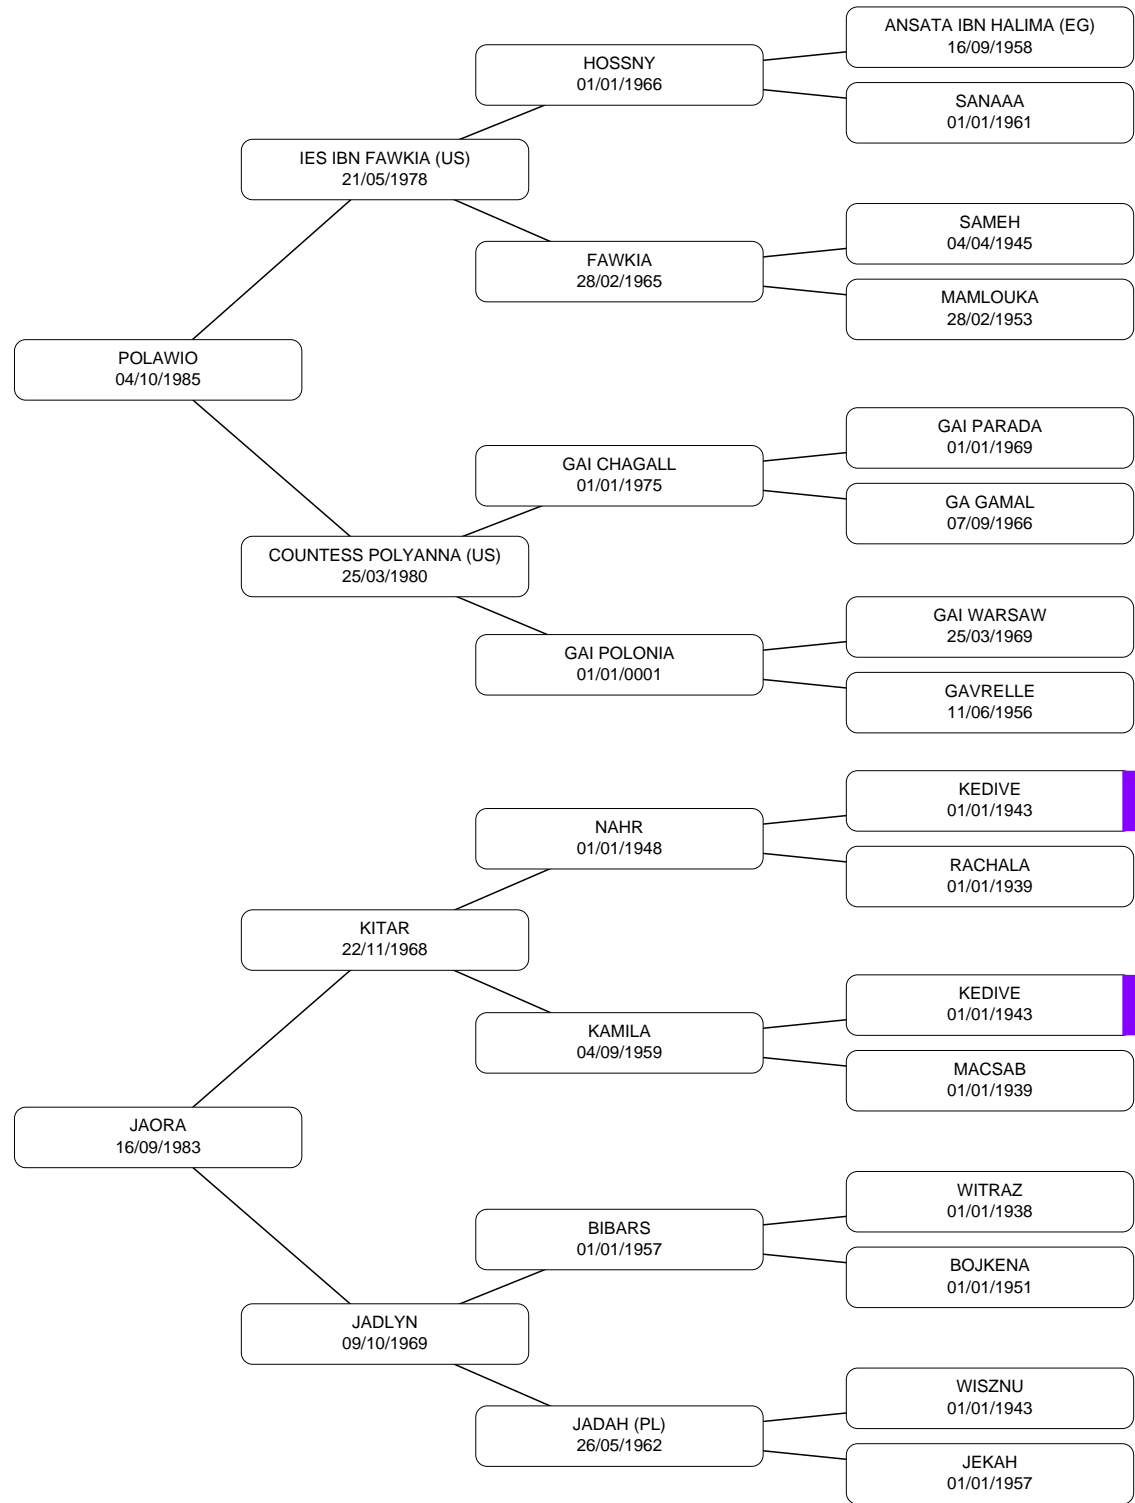 ANSATA IBN HALIMA (EG)
16/09/1958
HOSSNY
01/01/1966
SANAAA
01/01/1961
IES IBN FAWKIA (US)
21/05/1978
SAMEH
04/04/1945
FAWKIA
28/02/1965
MAMLOUKA
28/02/1953
POLAWIO
04/10/1985
GAI PARADA
01/01/1969
GAI CHAGALL
01/01/1975
GA GAMAL
07/09/1966
COUNTESS POLYANNA (US)
25/03/1980
GAI WARSAW
25/03/1969
GAI POLONIA
01/01/0001
GAVRELLE
11/06/1956
KEDIVE
01/01/1943
NAHR
01/01/1948
RACHALA
01/01/1939
KITAR
22/11/1968
KEDIVE
01/01/1943
KAMILA
04/09/1959
MACSAB
01/01/1939
JAORA
16/09/1983
WITRAZ
01/01/1938
BIBARS
01/01/1957
BOJKENA
01/01/1951
JADLYN
09/10/1969
WISZNU
01/01/1943
JADAH (PL)
26/05/1962
JEKAH
01/01/1957